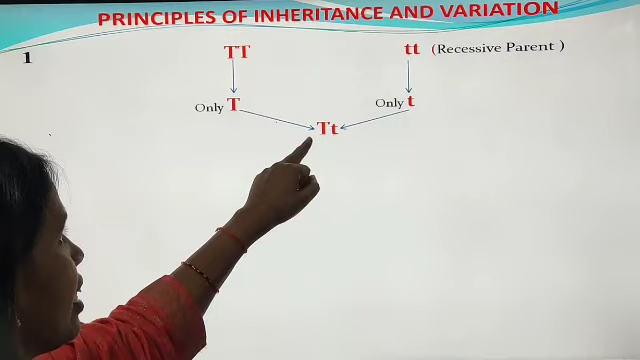 PRINCIPLES OF INHERITANCE AND VARIATION
1
TT tt (Recessive Parent )
Only T Only t
Tt